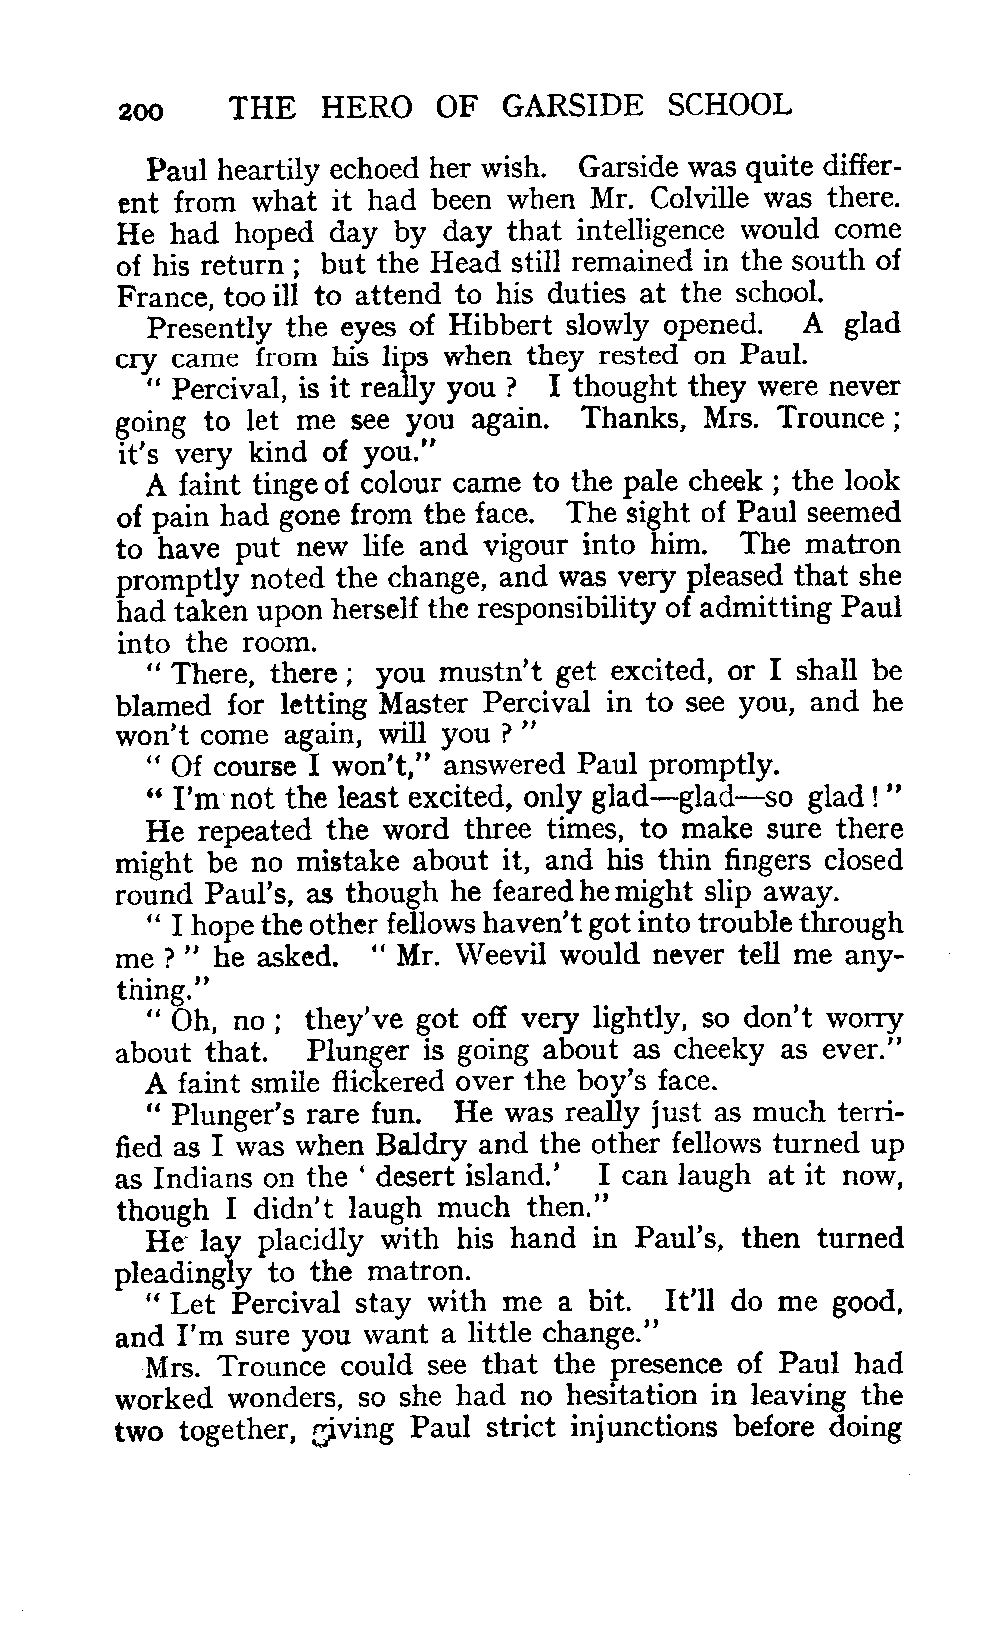 200 THE HERO OF GARSIDE SCHOOL
Paul heartily echoed her wish. Garside was quite differ-
ent from what it had been when Mr. Colville was there.
He had hoped day by day that intelligence would come
of his return ; but the Head still remained in the south of
France, too ill to attend to his duties at the school.
Presently the eyes of Hibbert slowly opened. A glad
cry came from his lips when they rested on Paul.
“ Percival, is it really you ? I thought they were never
going to let me see you again. Thanks, Mrs. Trounce ;
it's very kind of you.”
A faint tinge of colour came to the pale cheek ; the look
of pain had gone from the face. The sight of Paul seemed
to have put new life and vigour into him. The matron
promptly noted the change, and was very pleased that she
had taken upon herself the responsibility of admitting Paul
into the room.
“ There, there ; you mustn't get excited, or I shall be
blamed for letting Master Percival in to see you, and he
won't come again, will you ? ”
“ Of course I won't,” answered Paul promptly.
“ I'm not the least excited, only glad—glad—so glad ! ”
He repeated the word three times, to make sure there
might be no mistake about it, and his thin fingers closed
round Paul's, as though he feared he might slip away.
“ I hope the other fellows haven't got into trouble through
me ? ” he asked. “ Mr. Weevil would never tell me any-
thing.”
“ Oh, no ; they've got off very lightly, so don't worry
about that. Plunger is going about as cheeky as ever.”
A faint smile flickered over the boy's face.
“ Plunger's rare fun. He was really just as much terri-
fied as I was when Baldry and the other fellows turned up
as Indians on the ‘ desert island.’ I can laugh at it now,
though I didn't laugh much then.”
He lay placidly with his hand in Paul's, then turned
pleadingly to the matron.
“ Let Percival stay with me a bit. It'll do me good,
and I'm sure you want a little change.”
Mrs. Trounce could see that the presence of Paul had
worked wonders, so she had no hesitation in leaving the
two together, giving Paul strict injunctions before doing